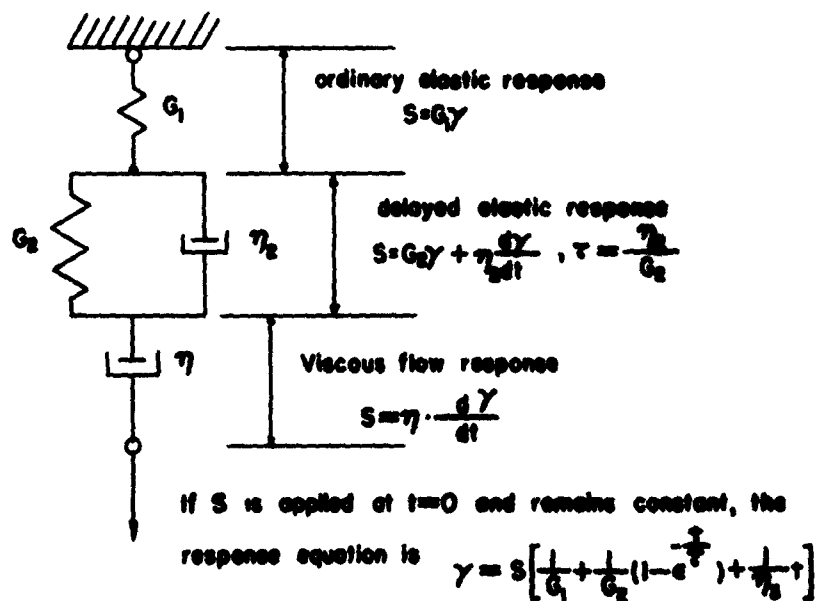 G₁
ordinary elastic response
S=G₁γ
G₂
η₂
delayed elastic response
S=G₂γ + η₂ dγ/dt , τ = η₂/G₂
η
Viscous flow response
S=η · dγ/dt
If S is applied at t=0 and remains constant, the
response equation is γ = S[1/G₁ + 1/G₂(1-e^-t/τ) + 1/η₃ t]